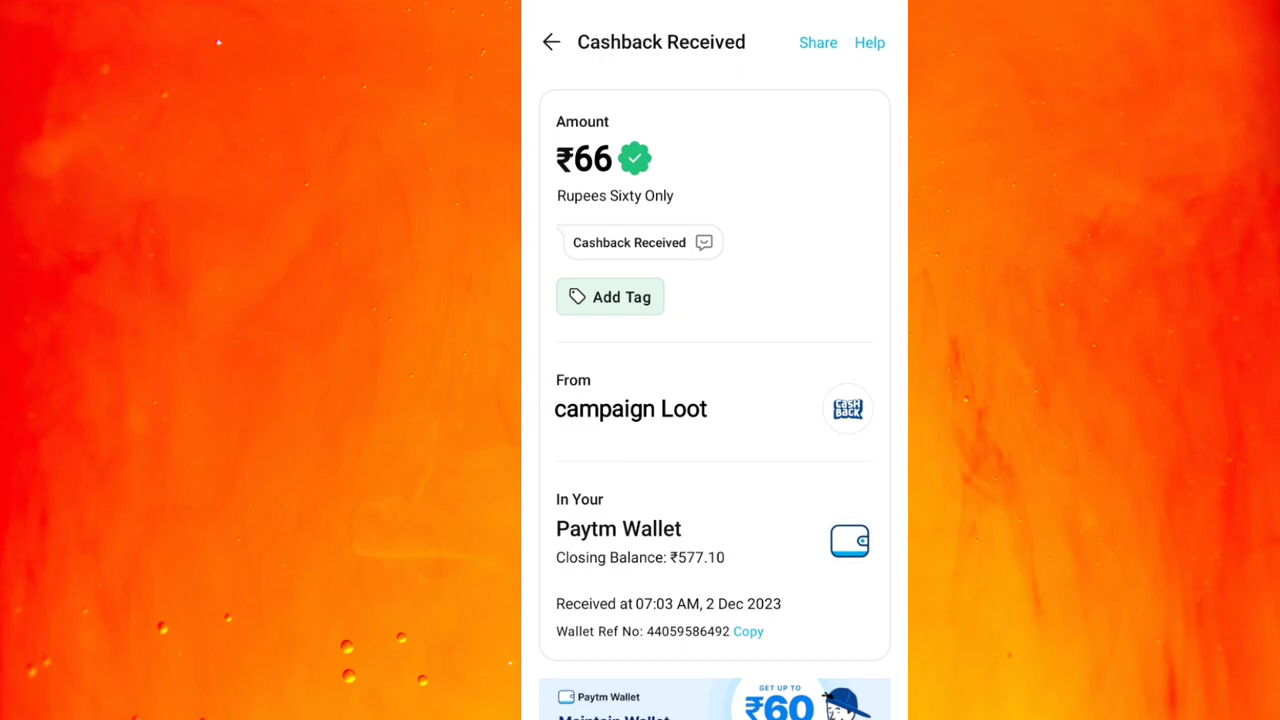 Cashback Received Share Help
Amount
₹66
Rupees Sixty Only
Cashback Received
Add Tag
From
campaign Loot
CASH
BACK
In Your
Paytm Wallet
Closing Balance: ₹577.10
Received at 07:03 AM, 2 Dec 2023
Wallet Ref No: 44059586492 Copy
Paytm Wallet
Maintain Wallet
GET UP TO
₹60